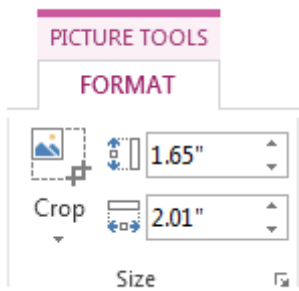 PICTURE TOOLS
FORMAT
1.65"
Crop
2.01"
Size